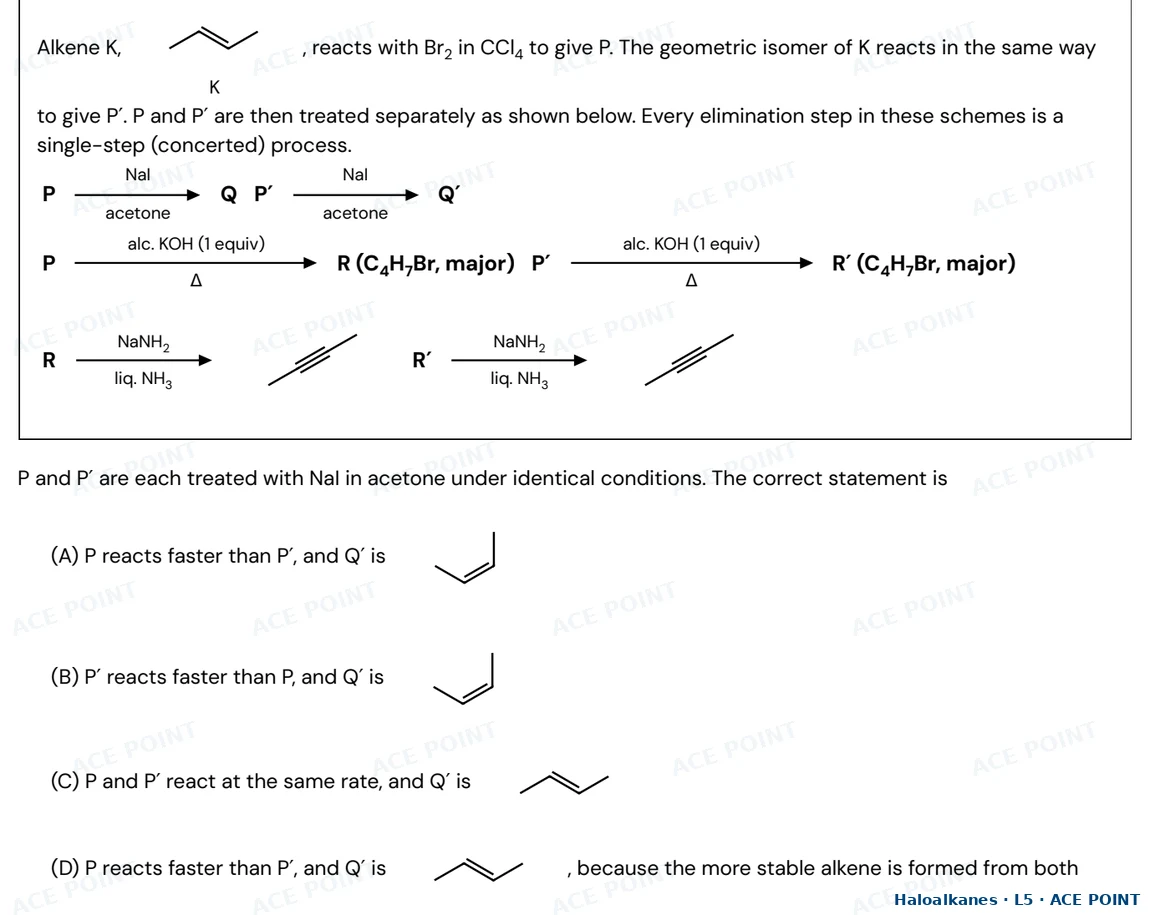 Alkene K, , reacts with Br₂ in CCl₄ to give P. The geometric isomer of K reacts in the same way
K
to give P′. P and P′ are then treated separately as shown below. Every elimination step in these schemes is a
single-step (concerted) process.
NaI NaI
P Q P′ Q′
acetone acetone
alc. KOH (1 equiv) alc. KOH (1 equiv)
P R (C₄H₇Br, major) P′ R′ (C₄H₇Br, major)
Δ Δ
NaNH₂ NaNH₂
R R′
liq. NH₃ liq. NH₃
P and P′ are each treated with NaI in acetone under identical conditions. The correct statement is
(A) P reacts faster than P′, and Q′ is
(B) P′ reacts faster than P, and Q′ is
(C) P and P′ react at the same rate, and Q′ is
(D) P reacts faster than P′, and Q′ is , because the more stable alkene is formed from both
Haloalkanes · L5 · ACE POINT
ACE POINT